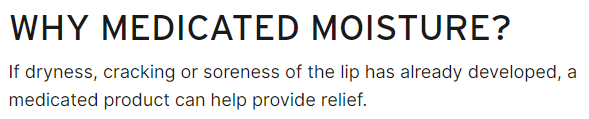 WHY MEDICATED MOISTURE?
If dryness, cracking or soreness of the lip has already developed, a
medicated product can help provide relief.